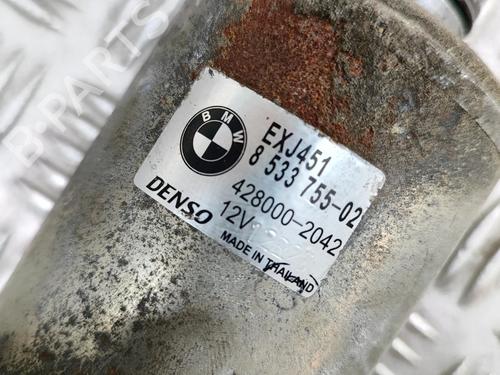 B-PARTS
BMW
EXJ451
8 533 755-02
428000-2042
12V
DENSO
MADE IN THAILAND